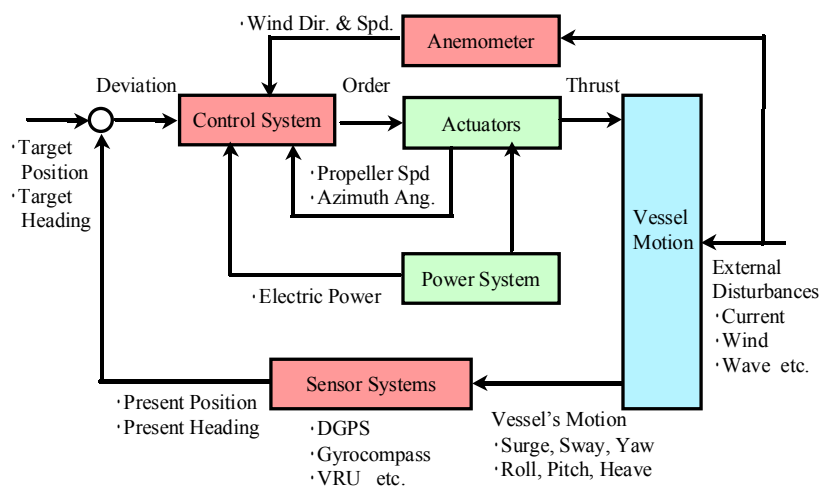 ·Wind Dir. & Spd.
Anemometer
Deviation
Order
Thrust
Control System
Actuators
·Target
Position
·Target
Heading
·Propeller Spd
·Azimuth Ang.
Vessel
Motion
Power System
·Electric Power
External
Disturbances
·Current
·Wind
·Wave etc.
Sensor Systems
·Present Position
·Present Heading
·DGPS
·Gyrocompass
·VRU etc.
Vessel's Motion
·Surge, Sway, Yaw
·Roll, Pitch, Heave